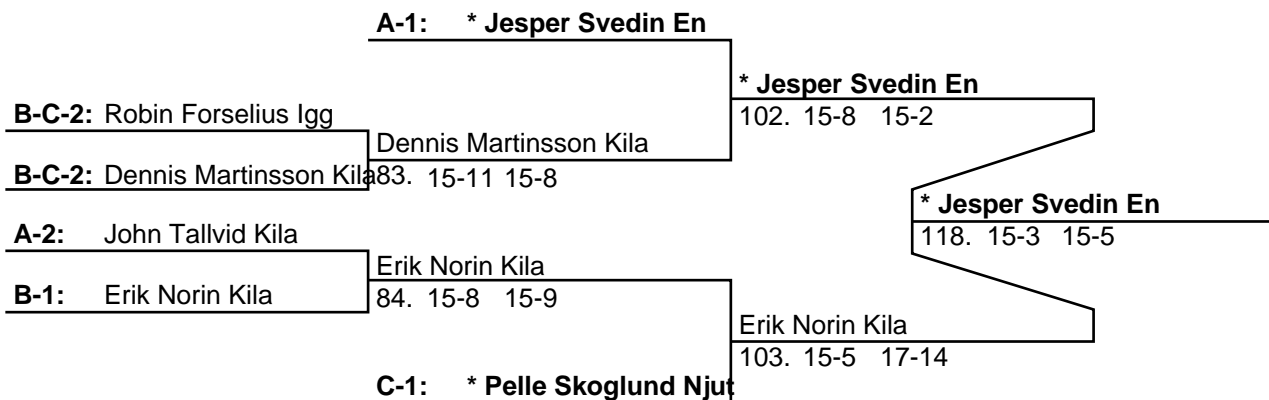 A-1: * Jesper Svedin En
* Jesper Svedin En
B-C-2: Robin Forselius Igg
102. 15-8 15-2
Dennis Martinsson Kila
B-C-2: Dennis Martinsson Kila
83. 15-11 15-8
* Jesper Svedin En
A-2: John Tallvid Kila
118. 15-3 15-5
Erik Norin Kila
B-1: Erik Norin Kila
84. 15-8 15-9
Erik Norin Kila
103. 15-5 17-14
C-1: * Pelle Skoglund Njut